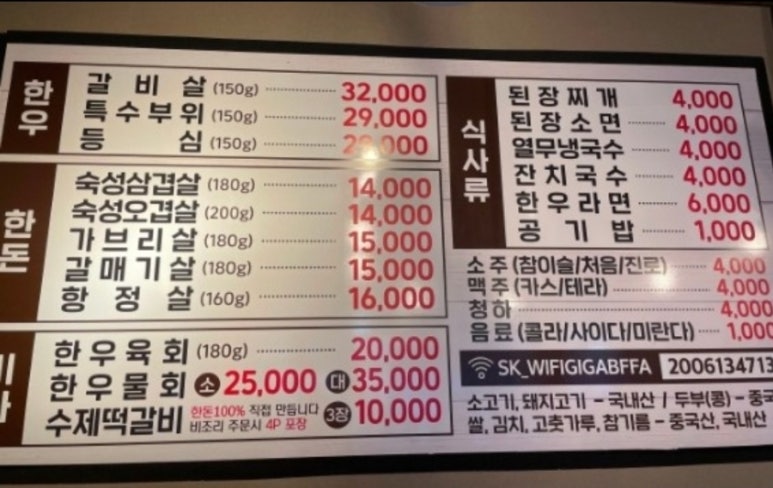 한우
갈비살 (150g) 32,000
특수부위 (150g) 29,000
등심 (150g)
한돈
숙성삼겹살 (180g) 14,000
숙성오겹살 (200g) 14,000
가브리살 (180g) 15,000
갈매기살 (180g) 15,000
항정살 (160g) 16,000
한우육회 (180g) 20,000
한우물회 소 25,000 대 35,000
수제떡갈비 한돈100% 직접 만듭니다 3장 10,000
비조리 주문시 4P 포장
식사류
된장찌개 4,000
된장소면 4,000
열무냉국수 4,000
잔치국수 4,000
한우라면 6,000
공기밥 1,000
소주 (참이슬/처음/진로) 4,000
맥주 (카스/테라) 4,000
청하 4,000
음료 (콜라/사이다/미란다) 1,000
SK_WIFIGIGABFFA 2006134713
소고기, 돼지고기 - 국내산 / 두부(콩) - 중국
쌀, 김치, 고춧가루, 참기름 - 중국산, 국내산